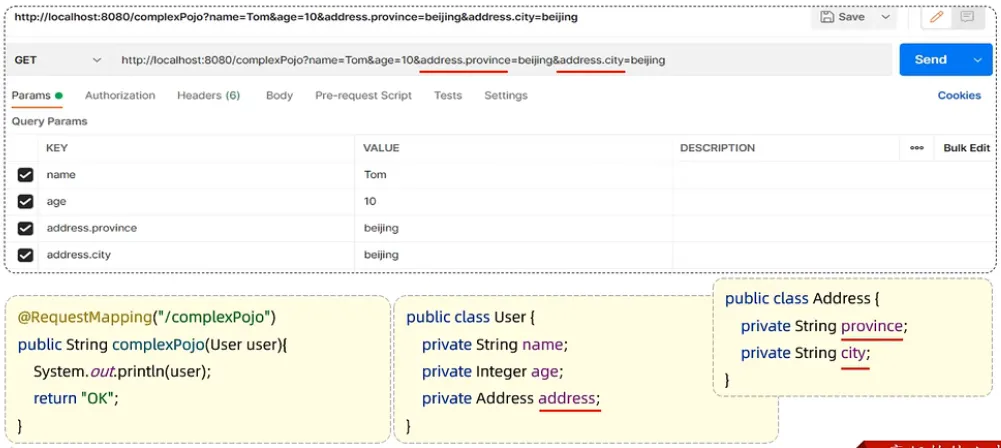 http://localhost:8080/complexPojo?name=Tom&age=10&address.province=beijing&address.city=beijing
Save
GET
http://localhost:8080/complexPojo?name=Tom&age=10&address.province=beijing&address.city=beijing
Send
Params
Authorization
Headers (6)
Body
Pre-request Script
Tests
Settings
Cookies
Query Params
KEY VALUE DESCRIPTION Bulk Edit
name Tom
age 10
address.province beijing
address.city beijing
@RequestMapping("/complexPojo")
public String complexPojo(User user){
System.out.println(user);
return "OK";
}
public class User {
private String name;
private Integer age;
private Address address;
}
public class Address {
private String province;
private String city;
}